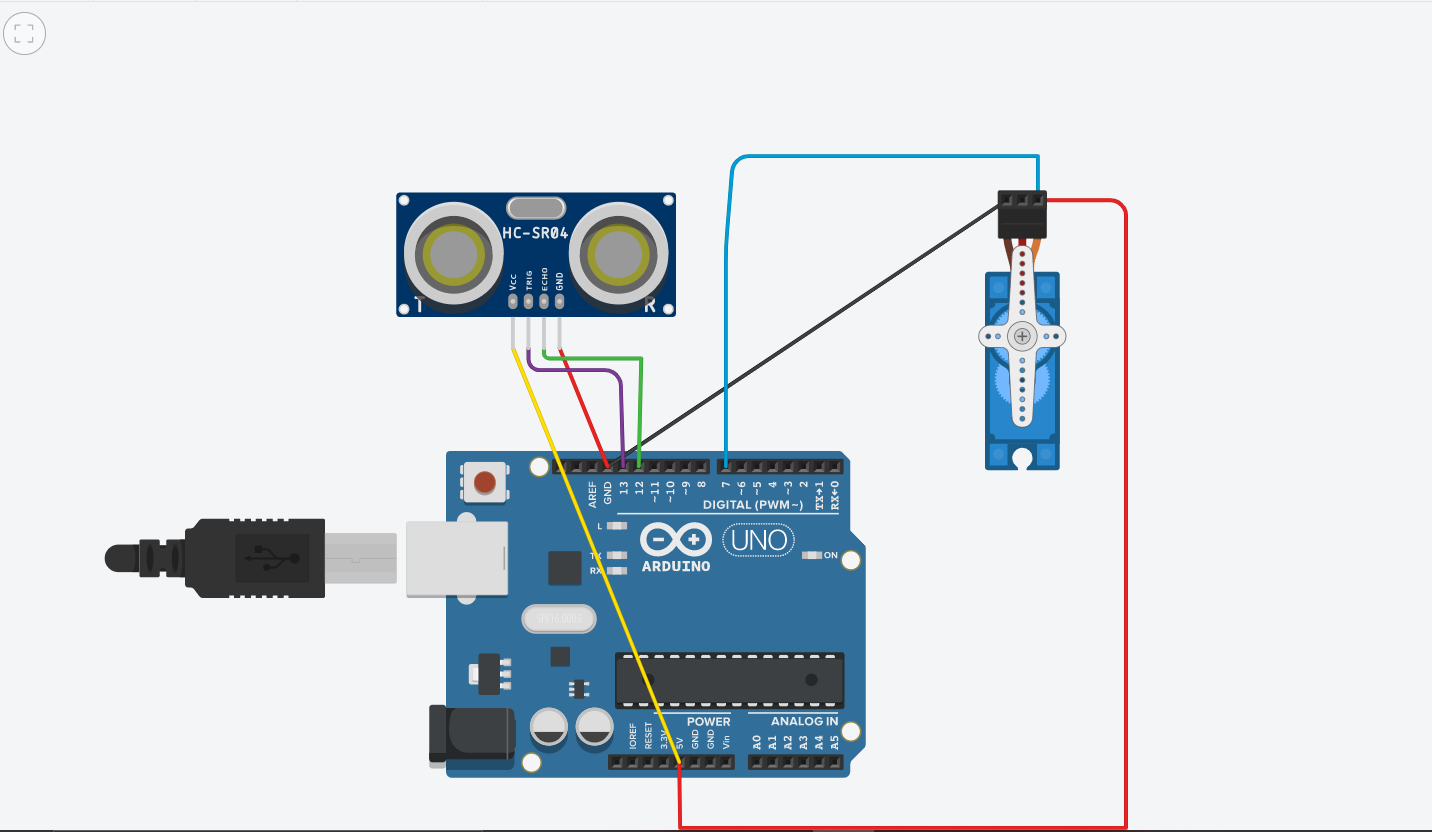 HC-SR04
VCC
TRIG
ECHO
GND
T
R
AREF
GND
13
12
~11
~10
~9
8
7
~6
~5
4
~3
2
TX→1
RX←0
DIGITAL (PWM~)
L
TX
RX
UNO
ON
ARDUINO
POWER
ANALOG IN
IOREF
RESET
3.3V
5V
GND
GND
Vin
A0
A1
A2
A3
A4
A5